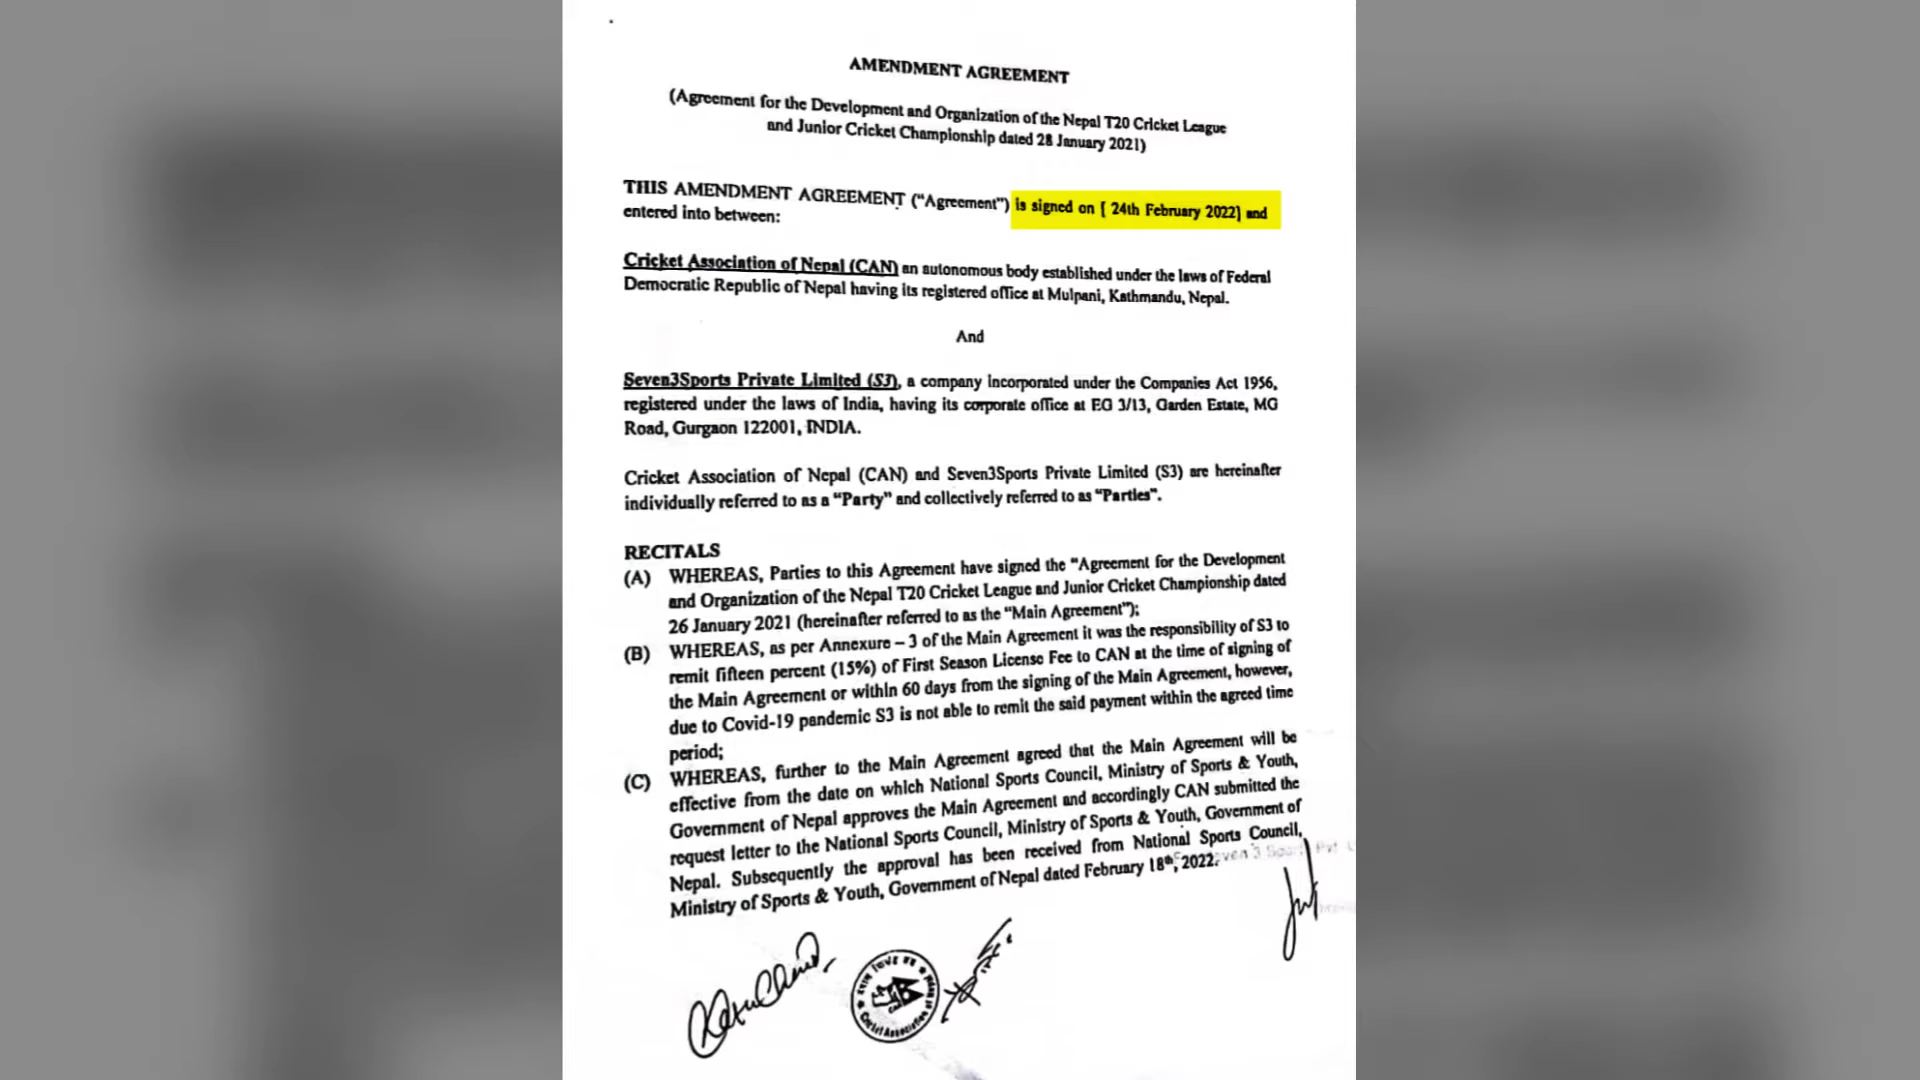 AMENDMENT AGREEMENT
(Agreement for the Development and Organization of the Nepal T20 Cricket League
and Junior Cricket Championship dated 28 January 2021)
THIS AMENDMENT AGREEMENT (“Agreement”) is signed on [ 24th February 2022] and
entered into between:
Cricket Association of Nepal (CAN) an autonomous body established under the laws of Federal
Democratic Republic of Nepal having its registered office at Mulpani, Kathmandu, Nepal.
And
Seven3Sports Private Limited (S3), a company incorporated under the Companies Act 1956,
registered under the laws of India, having its corporate office at EG 3/13, Garden Estate, MG
Road, Gurgaon 122001, INDIA.
Cricket Association of Nepal (CAN) and Seven3Sports Private Limited (S3) are hereinafter
individually referred to as a “Party” and collectively referred to as “Parties”.
RECITALS
(A) WHEREAS, Parties to this Agreement have signed the “Agreement for the Development
and Organization of the Nepal T20 Cricket League and Junior Cricket Championship dated
26 January 2021 (hereinafter referred to as the “Main Agreement”);
(B) WHEREAS, as per Annexure – 3 of the Main Agreement it was the responsibility of S3 to
remit fifteen percent (15%) of First Season License Fee to CAN at the time of signing of
the Main Agreement or within 60 days from the signing of the Main Agreement, however,
due to Covid-19 pandemic S3 is not able to remit the said payment within the agreed time
period;
(C) WHEREAS, further to the Main Agreement agreed that the Main Agreement will be
effective from the date on which National Sports Council, Ministry of Sports & Youth,
Government of Nepal approves the Main Agreement and accordingly CAN submitted the
request letter to the National Sports Council, Ministry of Sports & Youth, Government of
Nepal. Subsequently the approval has been received from National Sports Council,
Ministry of Sports & Youth, Government of Nepal dated February 18th, 2022.
Cricket Association of